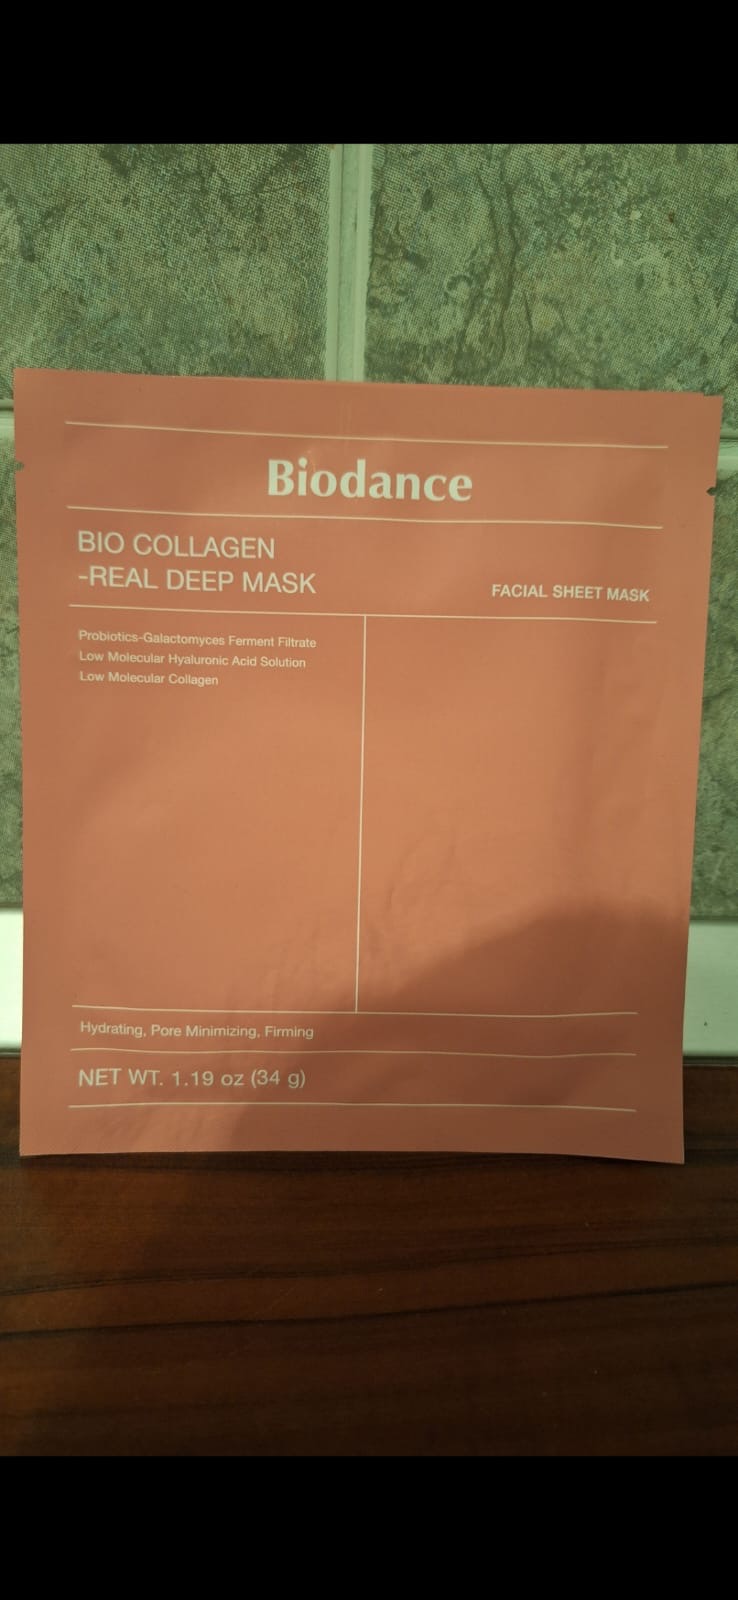 Biodance
BIO COLLAGEN
-REAL DEEP MASK
FACIAL SHEET MASK
Probiotics-Galactomyces Ferment Filtrate
Low Molecular Hyaluronic Acid Solution
Low Molecular Collagen
Hydrating, Pore Minimizing, Firming
NET WT. 1.19 oz (34 g)